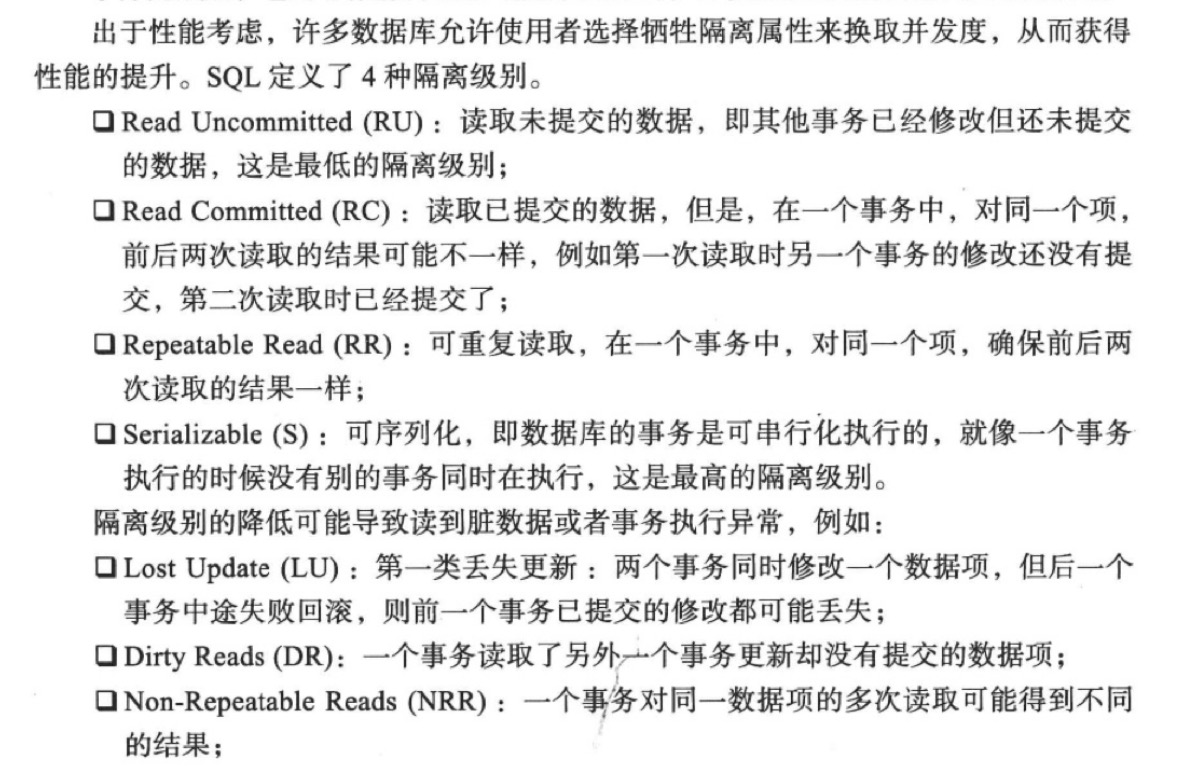 出于性能考虑，许多数据库允许使用者选择牺牲隔离属性来换取并发度，从而获得
性能的提升。SQL 定义了 4 种隔离级别。
❑ Read Uncommitted (RU)：读取未提交的数据，即其他事务已经修改但还未提交
的数据，这是最低的隔离级别；
❑ Read Committed (RC)：读取已提交的数据，但是，在一个事务中，对同一个项，
前后两次读取的结果可能不一样，例如第一次读取时另一个事务的修改还没有提
交，第二次读取时已经提交了；
❑ Repeatable Read (RR)：可重复读取，在一个事务中，对同一个项，确保前后两
次读取的结果一样；
❑ Serializable (S)：可序列化，即数据库的事务是可串行化执行的，就像一个事务
执行的时候没有别的事务同时在执行，这是最高的隔离级别。
隔离级别的降低可能导致读到脏数据或者事务执行异常，例如：
❑ Lost Update (LU)：第一类丢失更新：两个事务同时修改一个数据项，但后一个
事务中途失败回滚，则前一个事务已提交的修改都可能丢失；
❑ Dirty Reads (DR)：一个事务读取了另外一个事务更新却没有提交的数据项；
❑ Non-Repeatable Reads (NRR)：一个事务对同一数据项的多次读取可能得到不同
的结果；